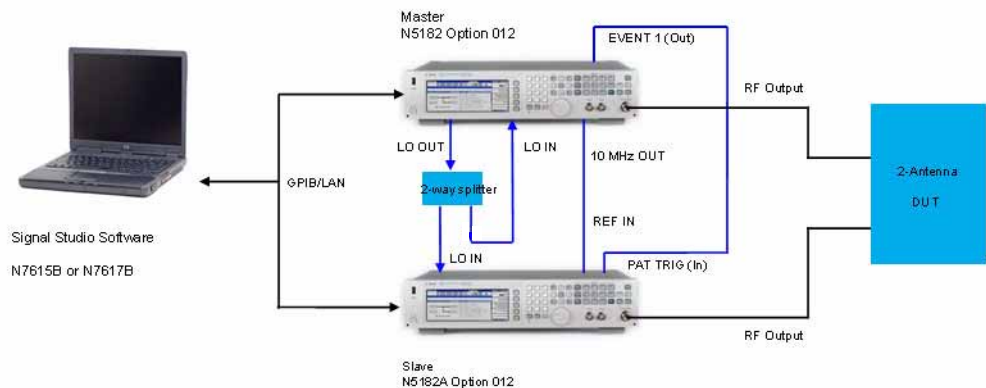 Master
N5182 Option 012
EVENT 1 (Out)
RF Output
LO OUT
LO IN
10 MHz OUT
2-way splitter
GPIB/LAN
2-Antenna
DUT
REF IN
Signal Studio Software
N7615B or N7617B
LO IN
PAT TRIG (In)
RF Output
Slave
N5182A Option 012